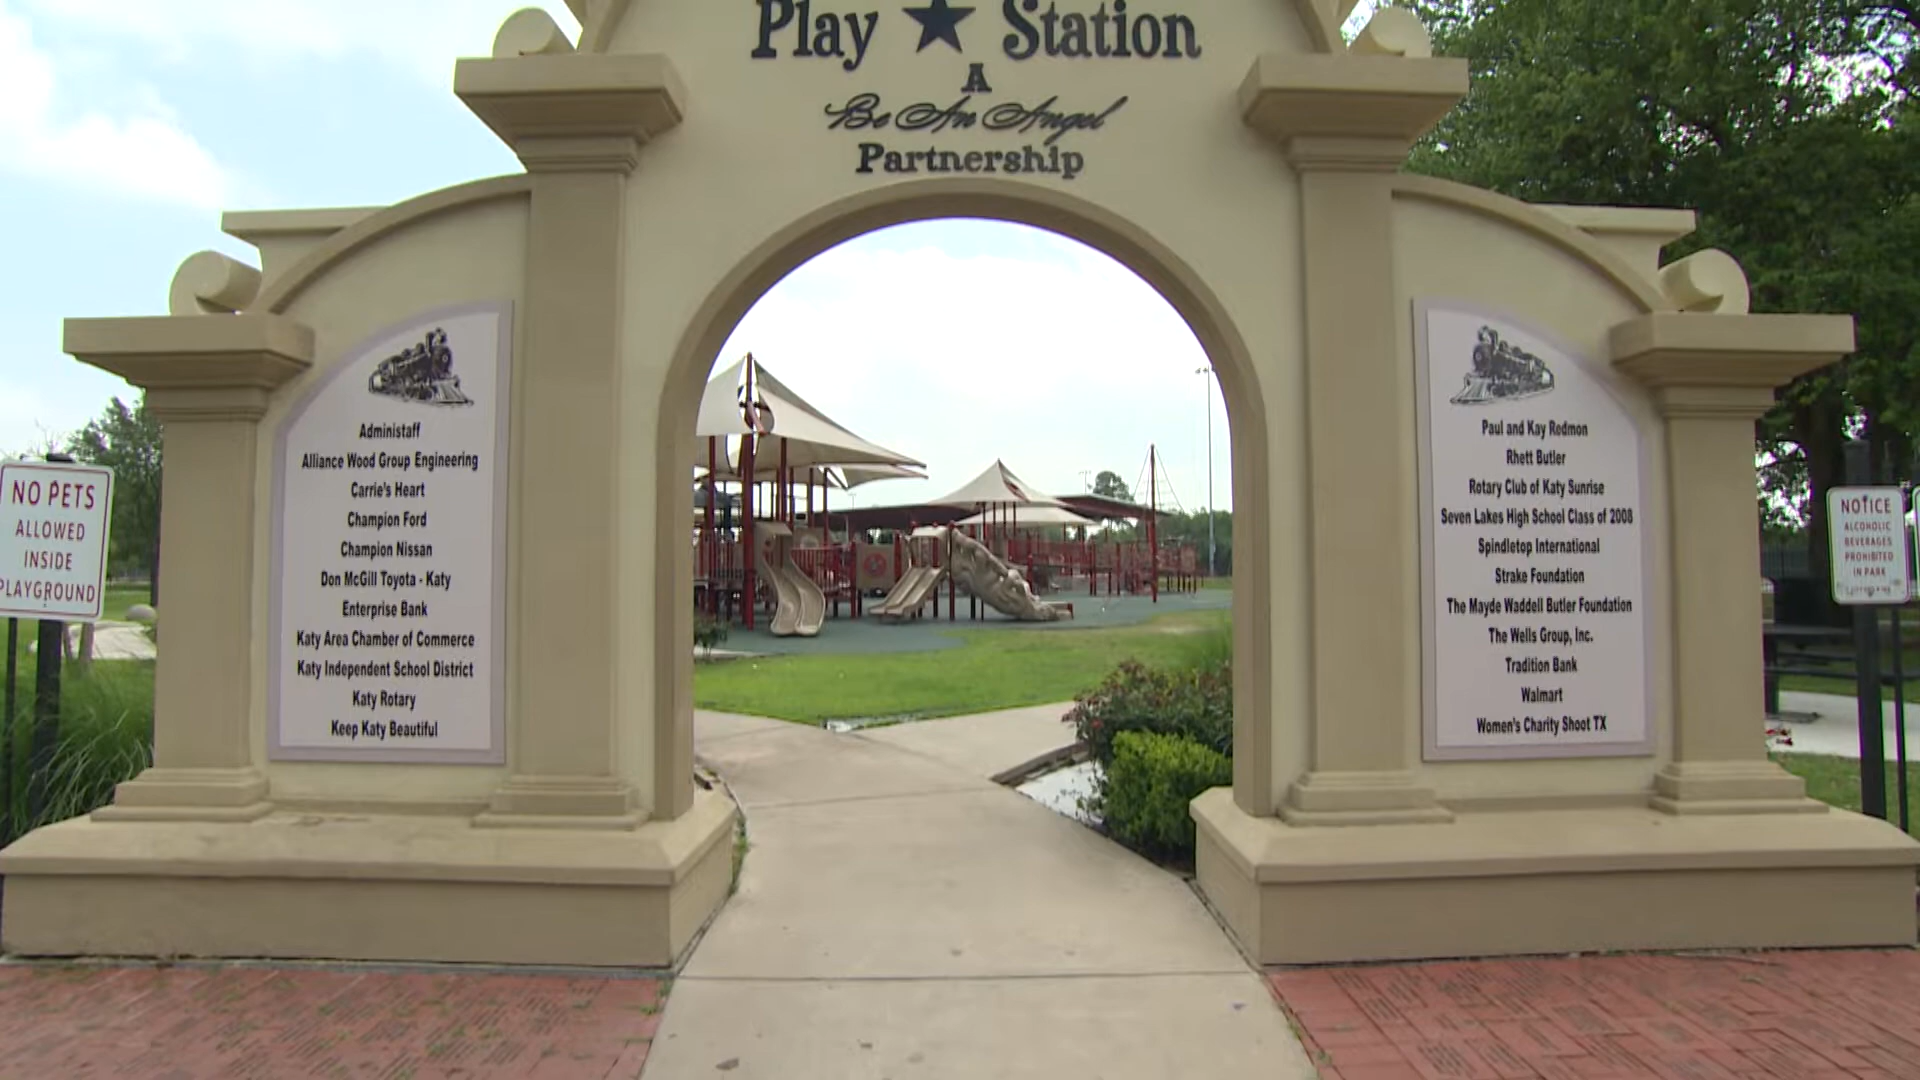 Play Station
A
Be An Angel
Partnership
Administaff
Alliance Wood Group Engineering
Carrie's Heart
Champion Ford
Champion Nissan
Don McGill Toyota - Katy
Enterprise Bank
Katy Area Chamber of Commerce
Katy Independent School District
Katy Rotary
Keep Katy Beautiful
Paul and Kay Redmon
Rhett Butler
Rotary Club of Katy Sunrise
Seven Lakes High School Class of 2008
Spindletop International
Strake Foundation
The Mayde Waddell Butler Foundation
The Wells Group, Inc.
Tradition Bank
Walmart
Women's Charity Shoot TX
NO PETS
ALLOWED
INSIDE
PLAYGROUND
NOTICE
ALCOHOLIC
BEVERAGES
PROHIBITED
IN PARK